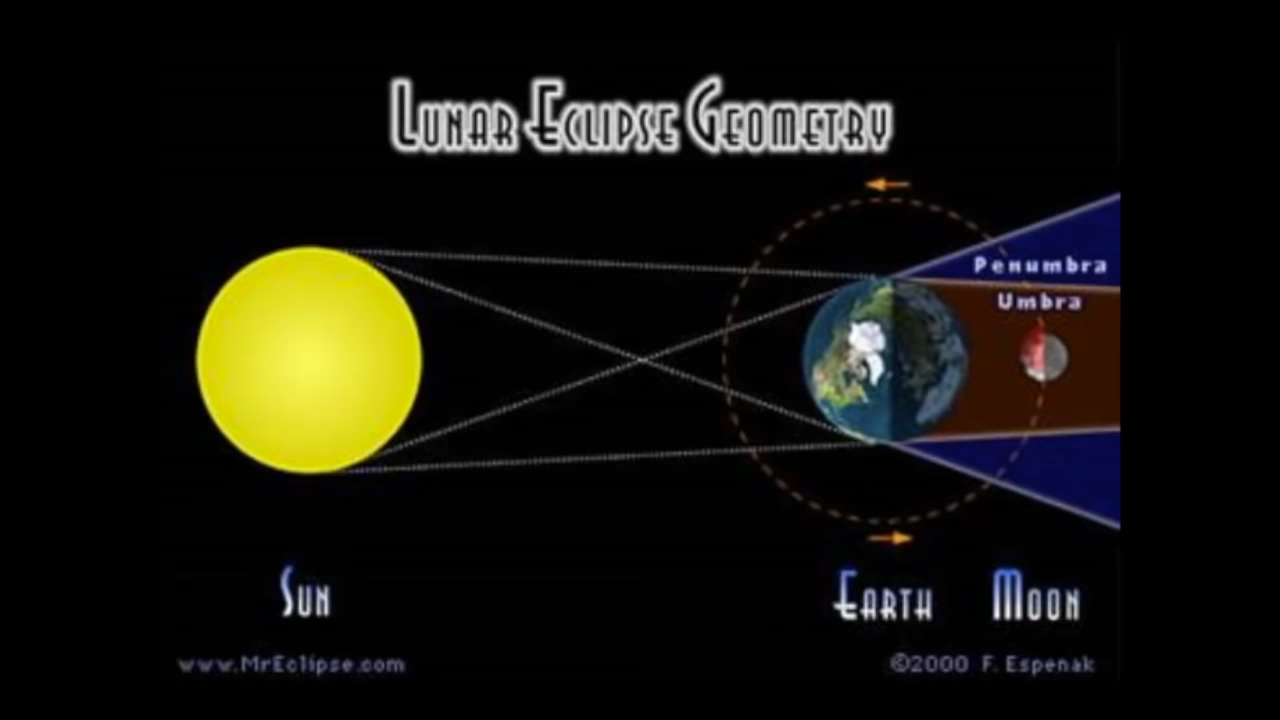 Lunar Eclipse Geometry
Penumbra
Umbra
Sun
Earth
Moon
www.MrEclipse.com
©2000 F. Espenak